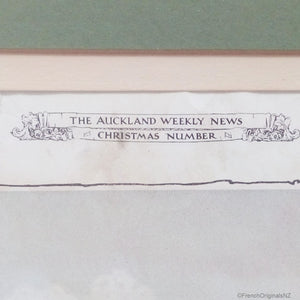 THE AUCKLAND WEEKLY NEWS
CHRISTMAS NUMBER
©FrenchOriginalsNZ